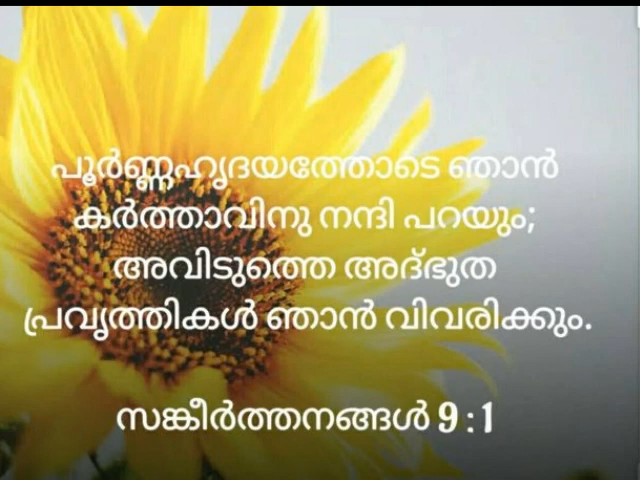 പൂർണ്ണഹൃദയത്തോടെ ഞാൻ
കർത്താവിനു നന്ദി പറയും;
അവിടുത്തെ അദ്ഭുത
പ്രവൃത്തികൾ ഞാൻ വിവരിക്കും.
സങ്കീർത്തനങ്ങൾ 9 : 1